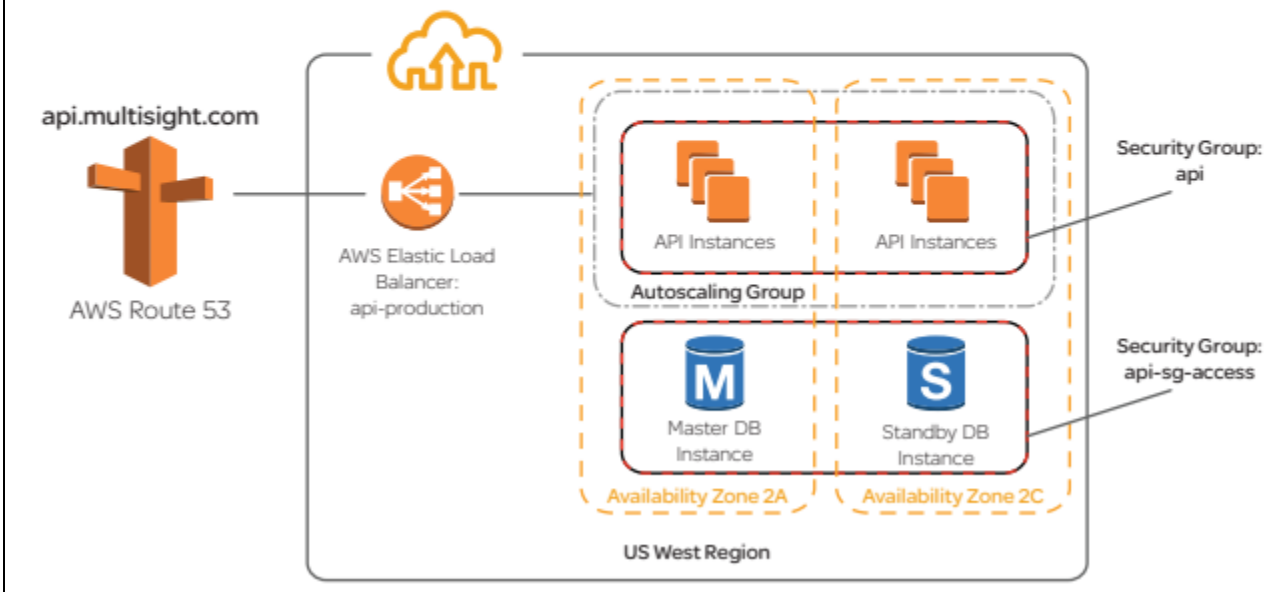 api.multisight.com
AWS Route 53
AWS Elastic Load
Balancer:
api-production
API Instances
API Instances
Autoscaling Group
Security Group:
api
M
Master DB
Instance
S
Standby DB
Instance
Security Group:
api-sg-access
Availability Zone 2A
Availability Zone 2C
US West Region